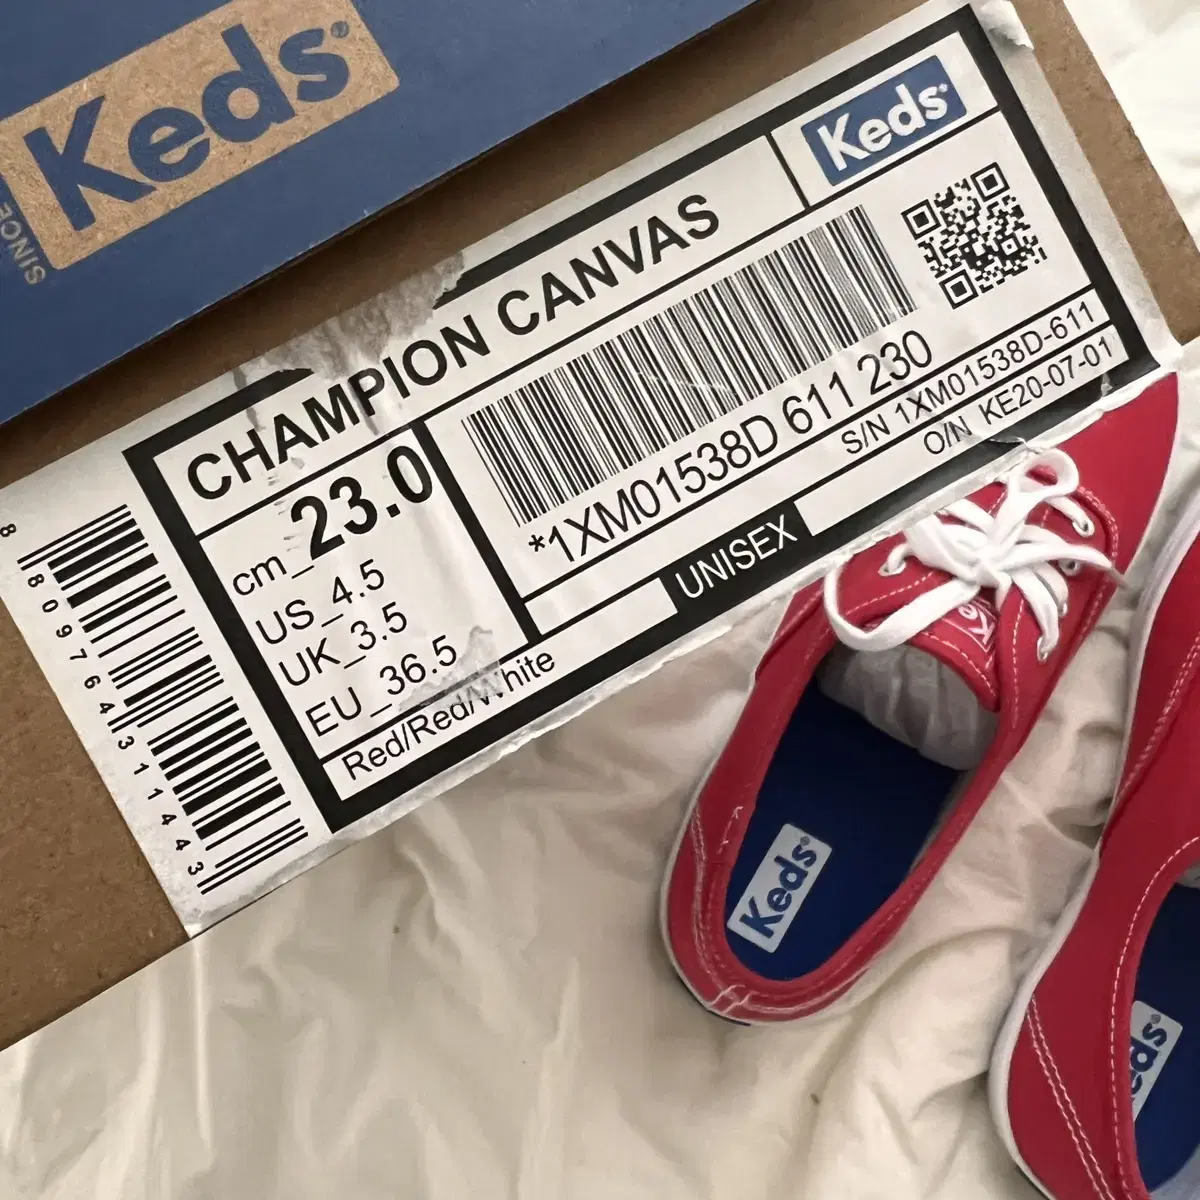 Keds
SINCE
Keds
CHAMPION CANVAS
cm_23.0
US_4.5
UK_3.5
EU_36.5
Red/Red/White
*1XM01538D 611 230
S/N 1XM01538D-611
O/N KE20-07-01
UNISEX
8 809764 311443
Keds
Keds
Keds